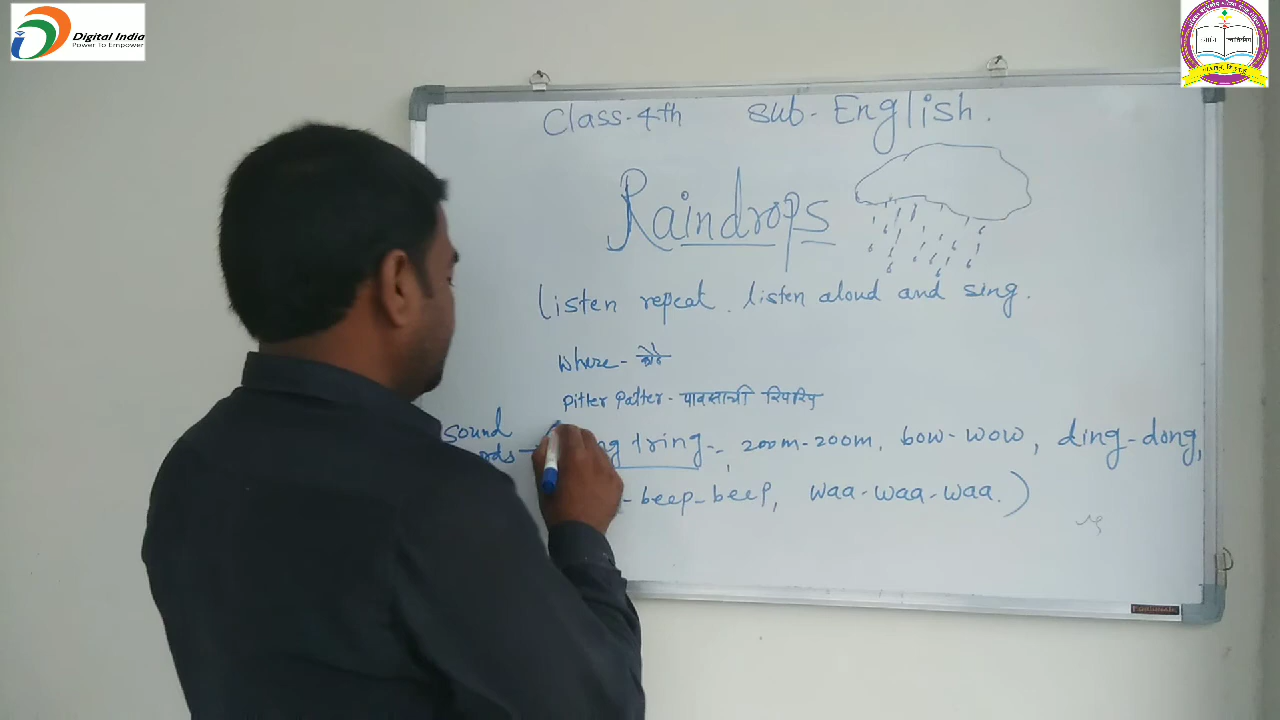 Digital India
Power To Empower
Class-4th sub-English.
Raindrops
listen repeat. listen aloud and sing.
where-
pitter patter- पावसाची रिपरिप
sound
tring-, zoom-zoom, bow-wow, ding-dong,
-beep-beep, waa-waa-waa.)